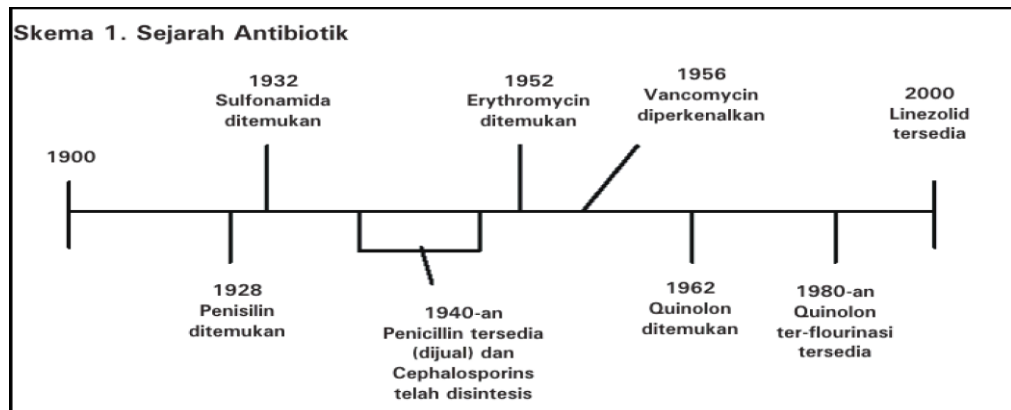 Skema 1. Sejarah Antibiotik
1900
1932
Sulfonamida
ditemukan
1952
Erythromycin
ditemukan
1956
Vancomycin
diperkenalkan
2000
Linezolid
tersedia
1928
Penisilin
ditemukan
1940-an
Penicillin tersedia
(dijual) dan
Cephalosporins
telah disintesis
1962
Quinolon
ditemukan
1980-an
Quinolon
ter-flourinasi
tersedia